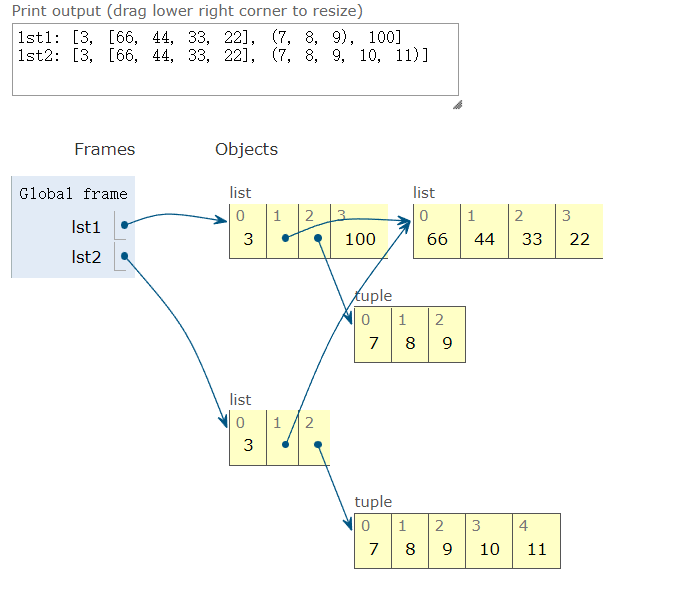 Print output (drag lower right corner to resize)
lst1: [3, [66, 44, 33, 22], (7, 8, 9), 100]
lst2: [3, [66, 44, 33, 22], (7, 8, 9, 10, 11)]
Frames Objects
Global frame
lst1
lst2
list
0 1 2 3
3 100
list
0 1 2 3
66 44 33 22
tuple
0 1 2
7 8 9
list
0 1 2
3
tuple
0 1 2 3 4
7 8 9 10 11